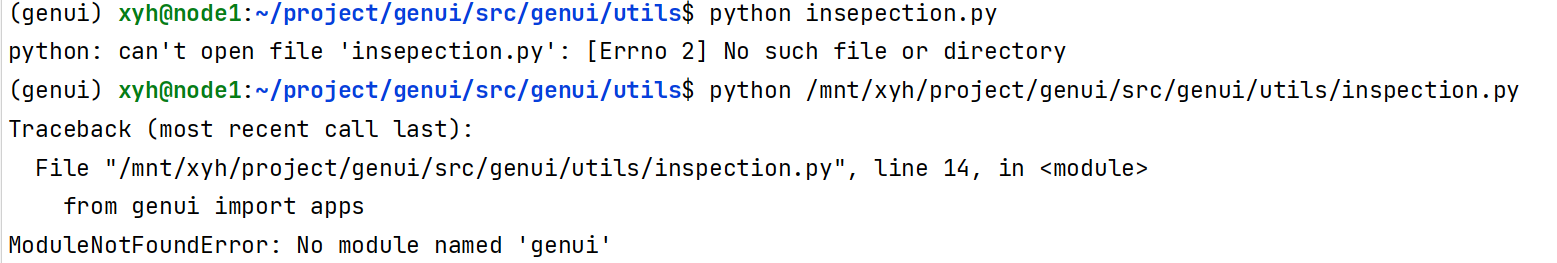 (genui) xyh@node1:~/project/genui/src/genui/utils$ python insepection.py
python: can't open file 'insepection.py': [Errno 2] No such file or directory
(genui) xyh@node1:~/project/genui/src/genui/utils$ python /mnt/xyh/project/genui/src/genui/utils/inspection.py
Traceback (most recent call last):
  File "/mnt/xyh/project/genui/src/genui/utils/inspection.py", line 14, in <module>
    from genui import apps
ModuleNotFoundError: No module named 'genui'